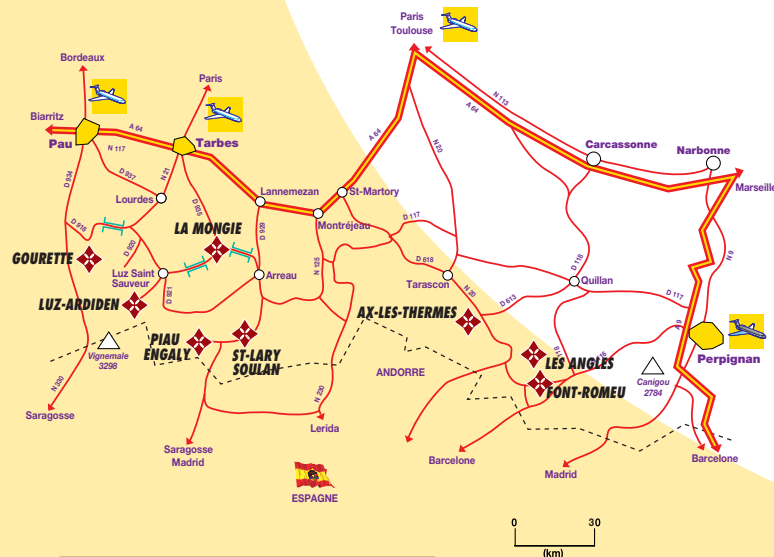 Paris
Toulouse
Bordeaux
Paris
N 113
Biarritz
A 64
A 64
A 64
Pau
N 117
Tarbes
N 20
Carcassonne
Narbonne
D 934
D 937
N 21
Lourdes
D 935
Lannemezan
St-Martory
Marseille
Montréjeau
D 117
D 918
LA MONGIE
D 929
GOURETTE
D 920
Luz Saint
Sauveur
D 921
Arreau
N 125
D 618
Tarascon
D 118
Quillan
N 9
N 20
D 613
D 117
LUZ-ARDIDEN
AX-LES-THERMES
A 9
PIAU
ENGALY
ST-LARY
SOULAN
Vignemale
3298
ANDORRE
LES ANGLES
FONT-ROMEU
118
116
Canigou
2784
Perpignan
N 330
N 230
Saragosse
Lerida
Saragosse
Madrid
Barcelone
Madrid
Barcelone
ESPAGNE
0 30
(km)